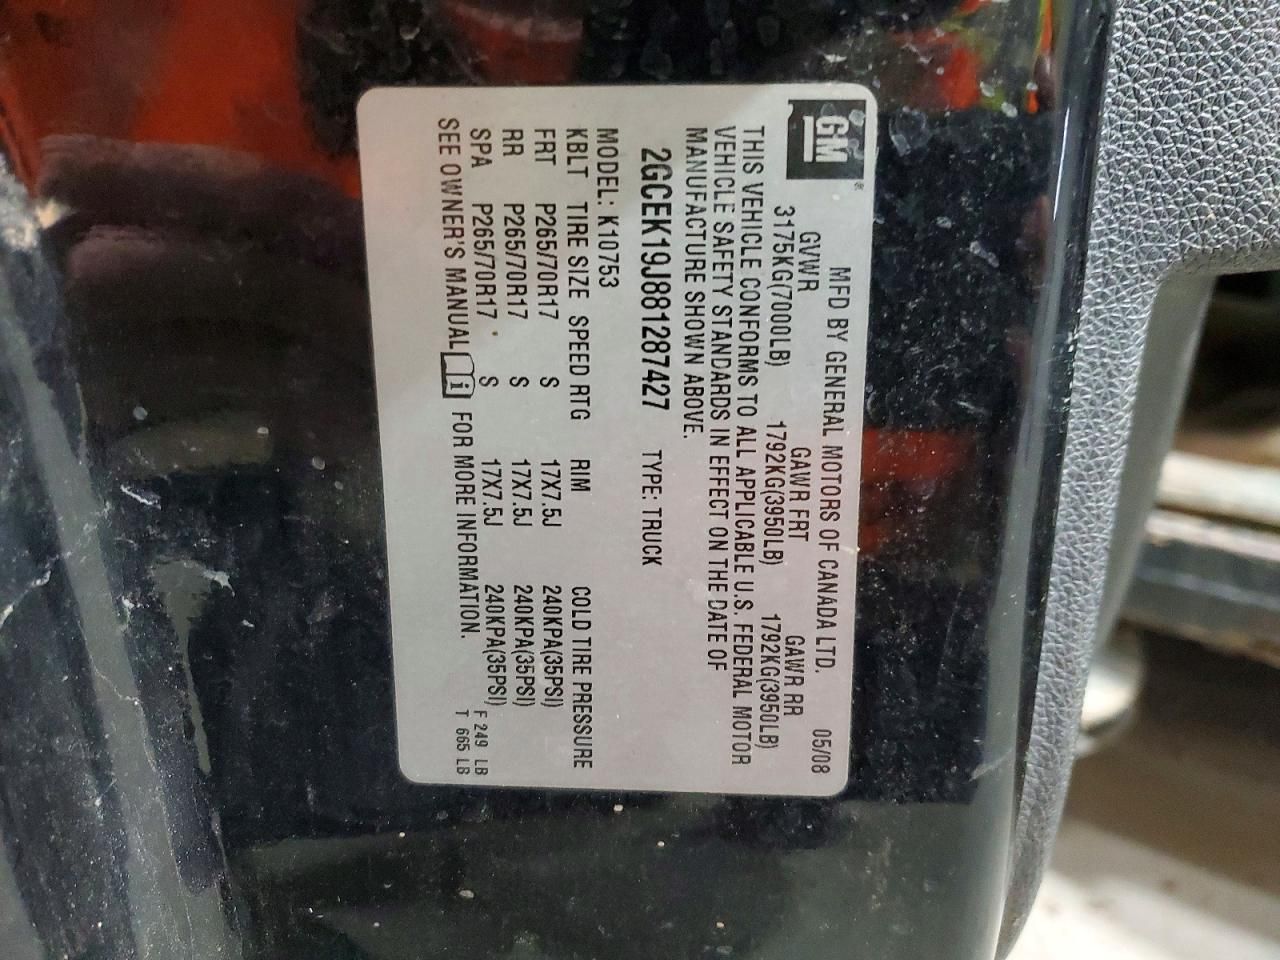 GM®
MFD BY GENERAL MOTORS OF CANADA LTD. 05/08
GVWR GAWR FRT GAWR RR
3175KG(7000LB) 1792KG(3950LB) 1792KG(3950LB)
THIS VEHICLE CONFORMS TO ALL APPLICABLE U.S. FEDERAL MOTOR
VEHICLE SAFETY STANDARDS IN EFFECT ON THE DATE OF
MANUFACTURE SHOWN ABOVE.
2GCEK19J881287427 TYPE: TRUCK
MODEL: K10753
KBLT TIRE SIZE SPEED RTG RIM COLD TIRE PRESSURE
FRT P265/70R17 S 17X7.5J 240KPA(35PSI)
RR P265/70R17 S 17X7.5J 240KPA(35PSI)
SPA P265/70R17 S 17X7.5J 240KPA(35PSI) F 249 LB
SEE OWNER'S MANUAL i FOR MORE INFORMATION. T 665 LB